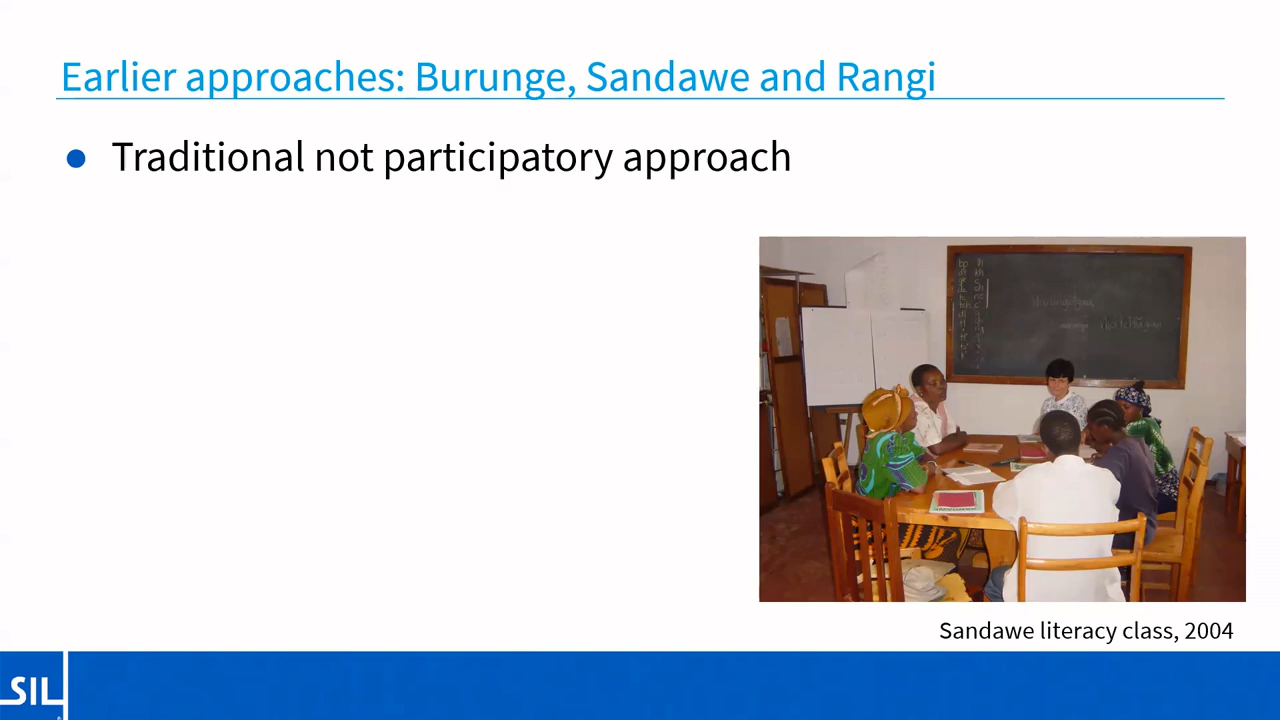 Earlier approaches: Burunge, Sandawe and Rangi
Traditional not participatory approach
Sandawe literacy class, 2004
SIL